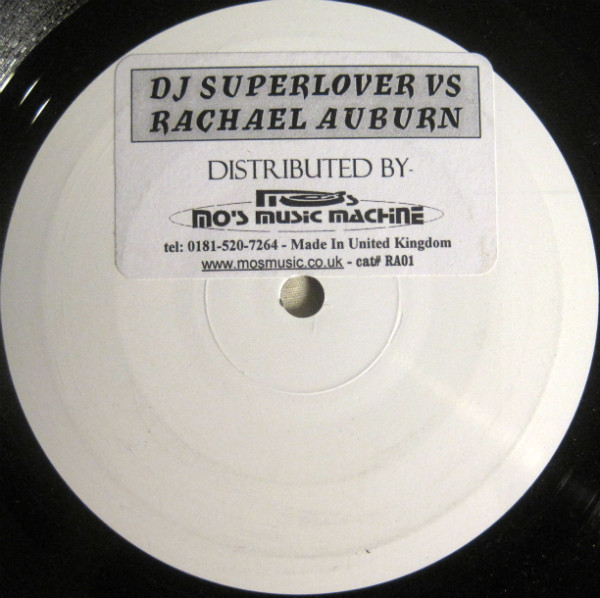 DJ SUPERLOVER VS
RACHAEL AUBURN
DISTRIBUTED BY-
MO's
MO'S MUSIC MACHINE
tel: 0181-520-7264 - Made In United Kingdom
www.mosmusic.co.uk - cat# RA01